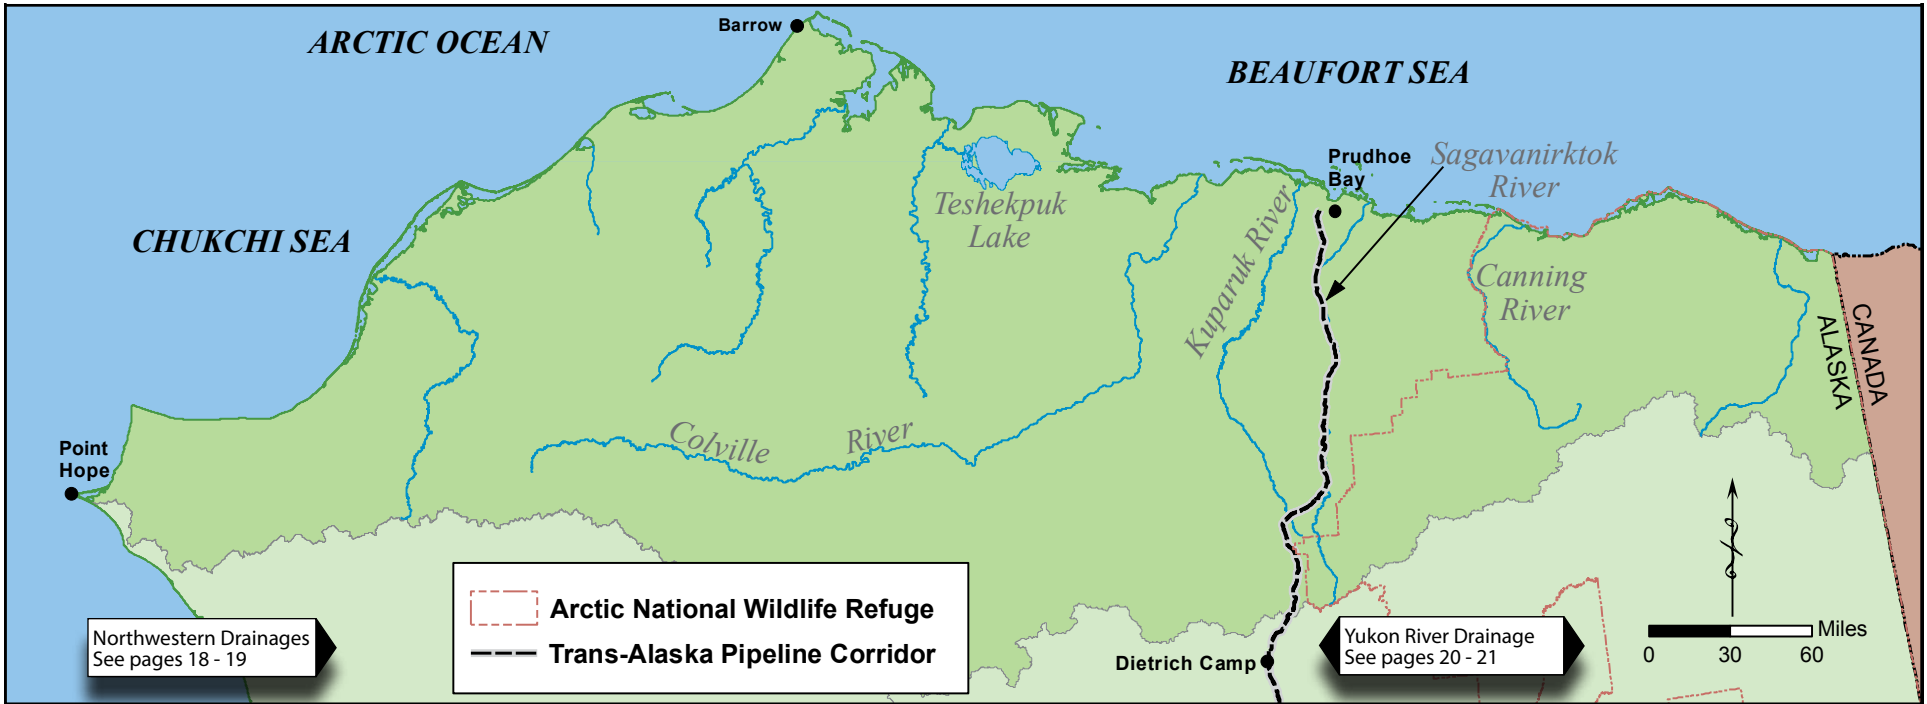 Barrow
ARCTIC OCEAN
BEAUFORT SEA
Prudhoe
Bay
Sagavanirktok
River
Teshekpuk
Lake
CHUKCHI SEA
Kuparuk River
Canning
River
CANADA
ALASKA
Colville River
Point
Hope
Arctic National Wildlife Refuge
Trans-Alaska Pipeline Corridor
Northwestern Drainages
See pages 18 - 19
Dietrich Camp
Yukon River Drainage
See pages 20 - 21
Miles
0 30 60